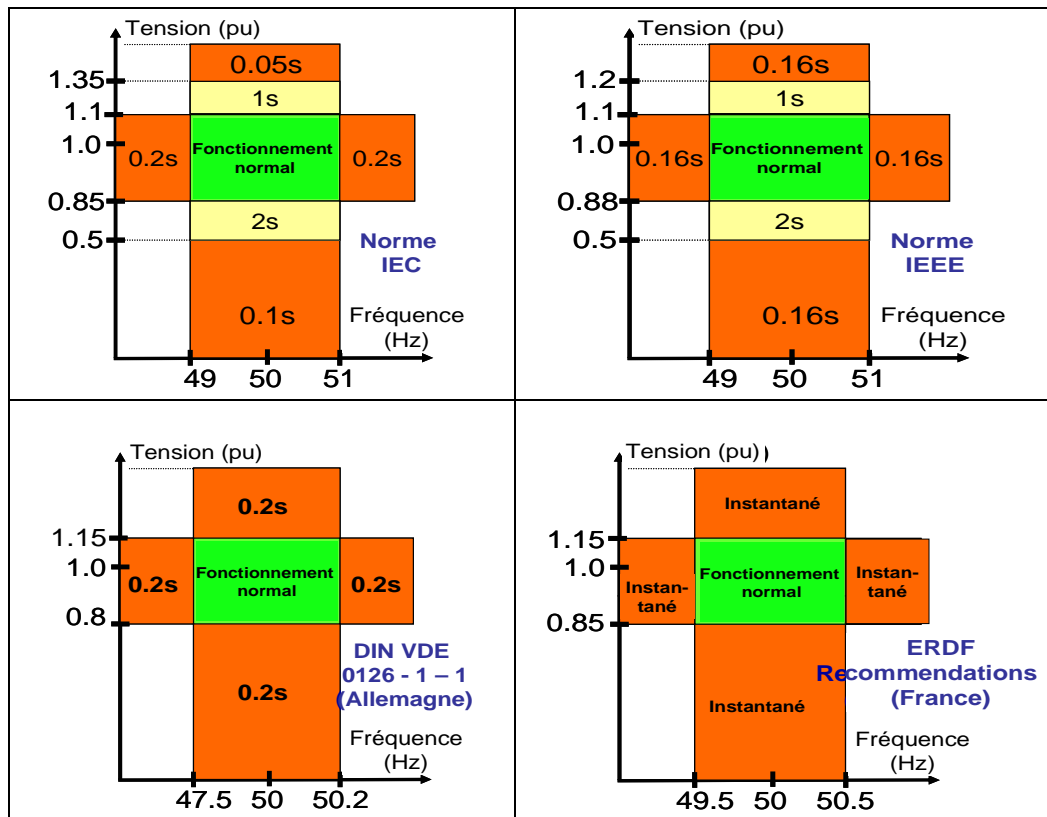 Tension (pu)
0.05s
1.35
1s
1.1
1.0
0.2s
Fonctionnement
normal
0.2s
0.85
2s
0.5
Norme
IEC
0.1s
Fréquence
(Hz)
49 50 51
Tension (pu)
0.16s
1.2
1s
1.1
1.0
0.16s
Fonctionnement
normal
0.16s
0.88
2s
0.5
Norme
IEEE
0.16s
Fréquence
(Hz)
49 50 51
Tension (pu)
0.2s
1.15
1.0
0.2s
Fonctionnement
normal
0.2s
0.8
DIN VDE
0126 - 1 – 1
(Allemagne)
0.2s
Fréquence
(Hz)
47.5 50 50.2
Tension (pu) )
Instantané
1.15
1.0
Instan-
tané
Fonctionnement
normal
Instan-
tané
0.85
ERDF
Recommendations
(France)
Instantané
Fréquence
(Hz)
49.5 50 50.5